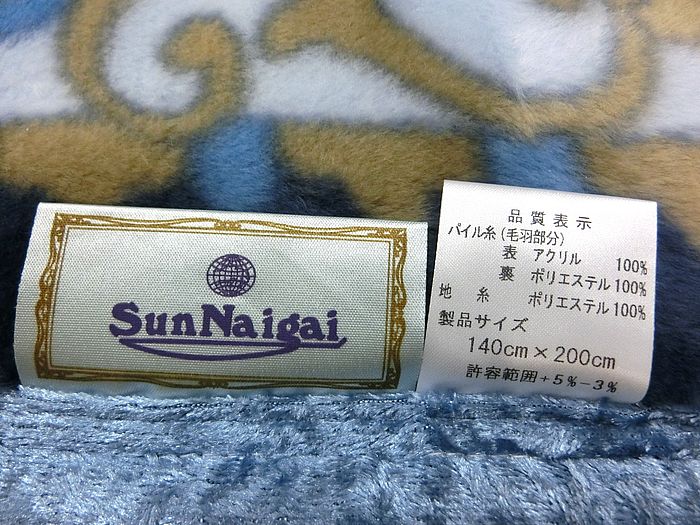 SunNaigai
品質表示
パイル糸(毛羽部分)
表 アクリル 100%
裏 ポリエステル 100%
地糸 ポリエステル 100%
製品サイズ
140cm×200cm
許容範囲+5%-3%